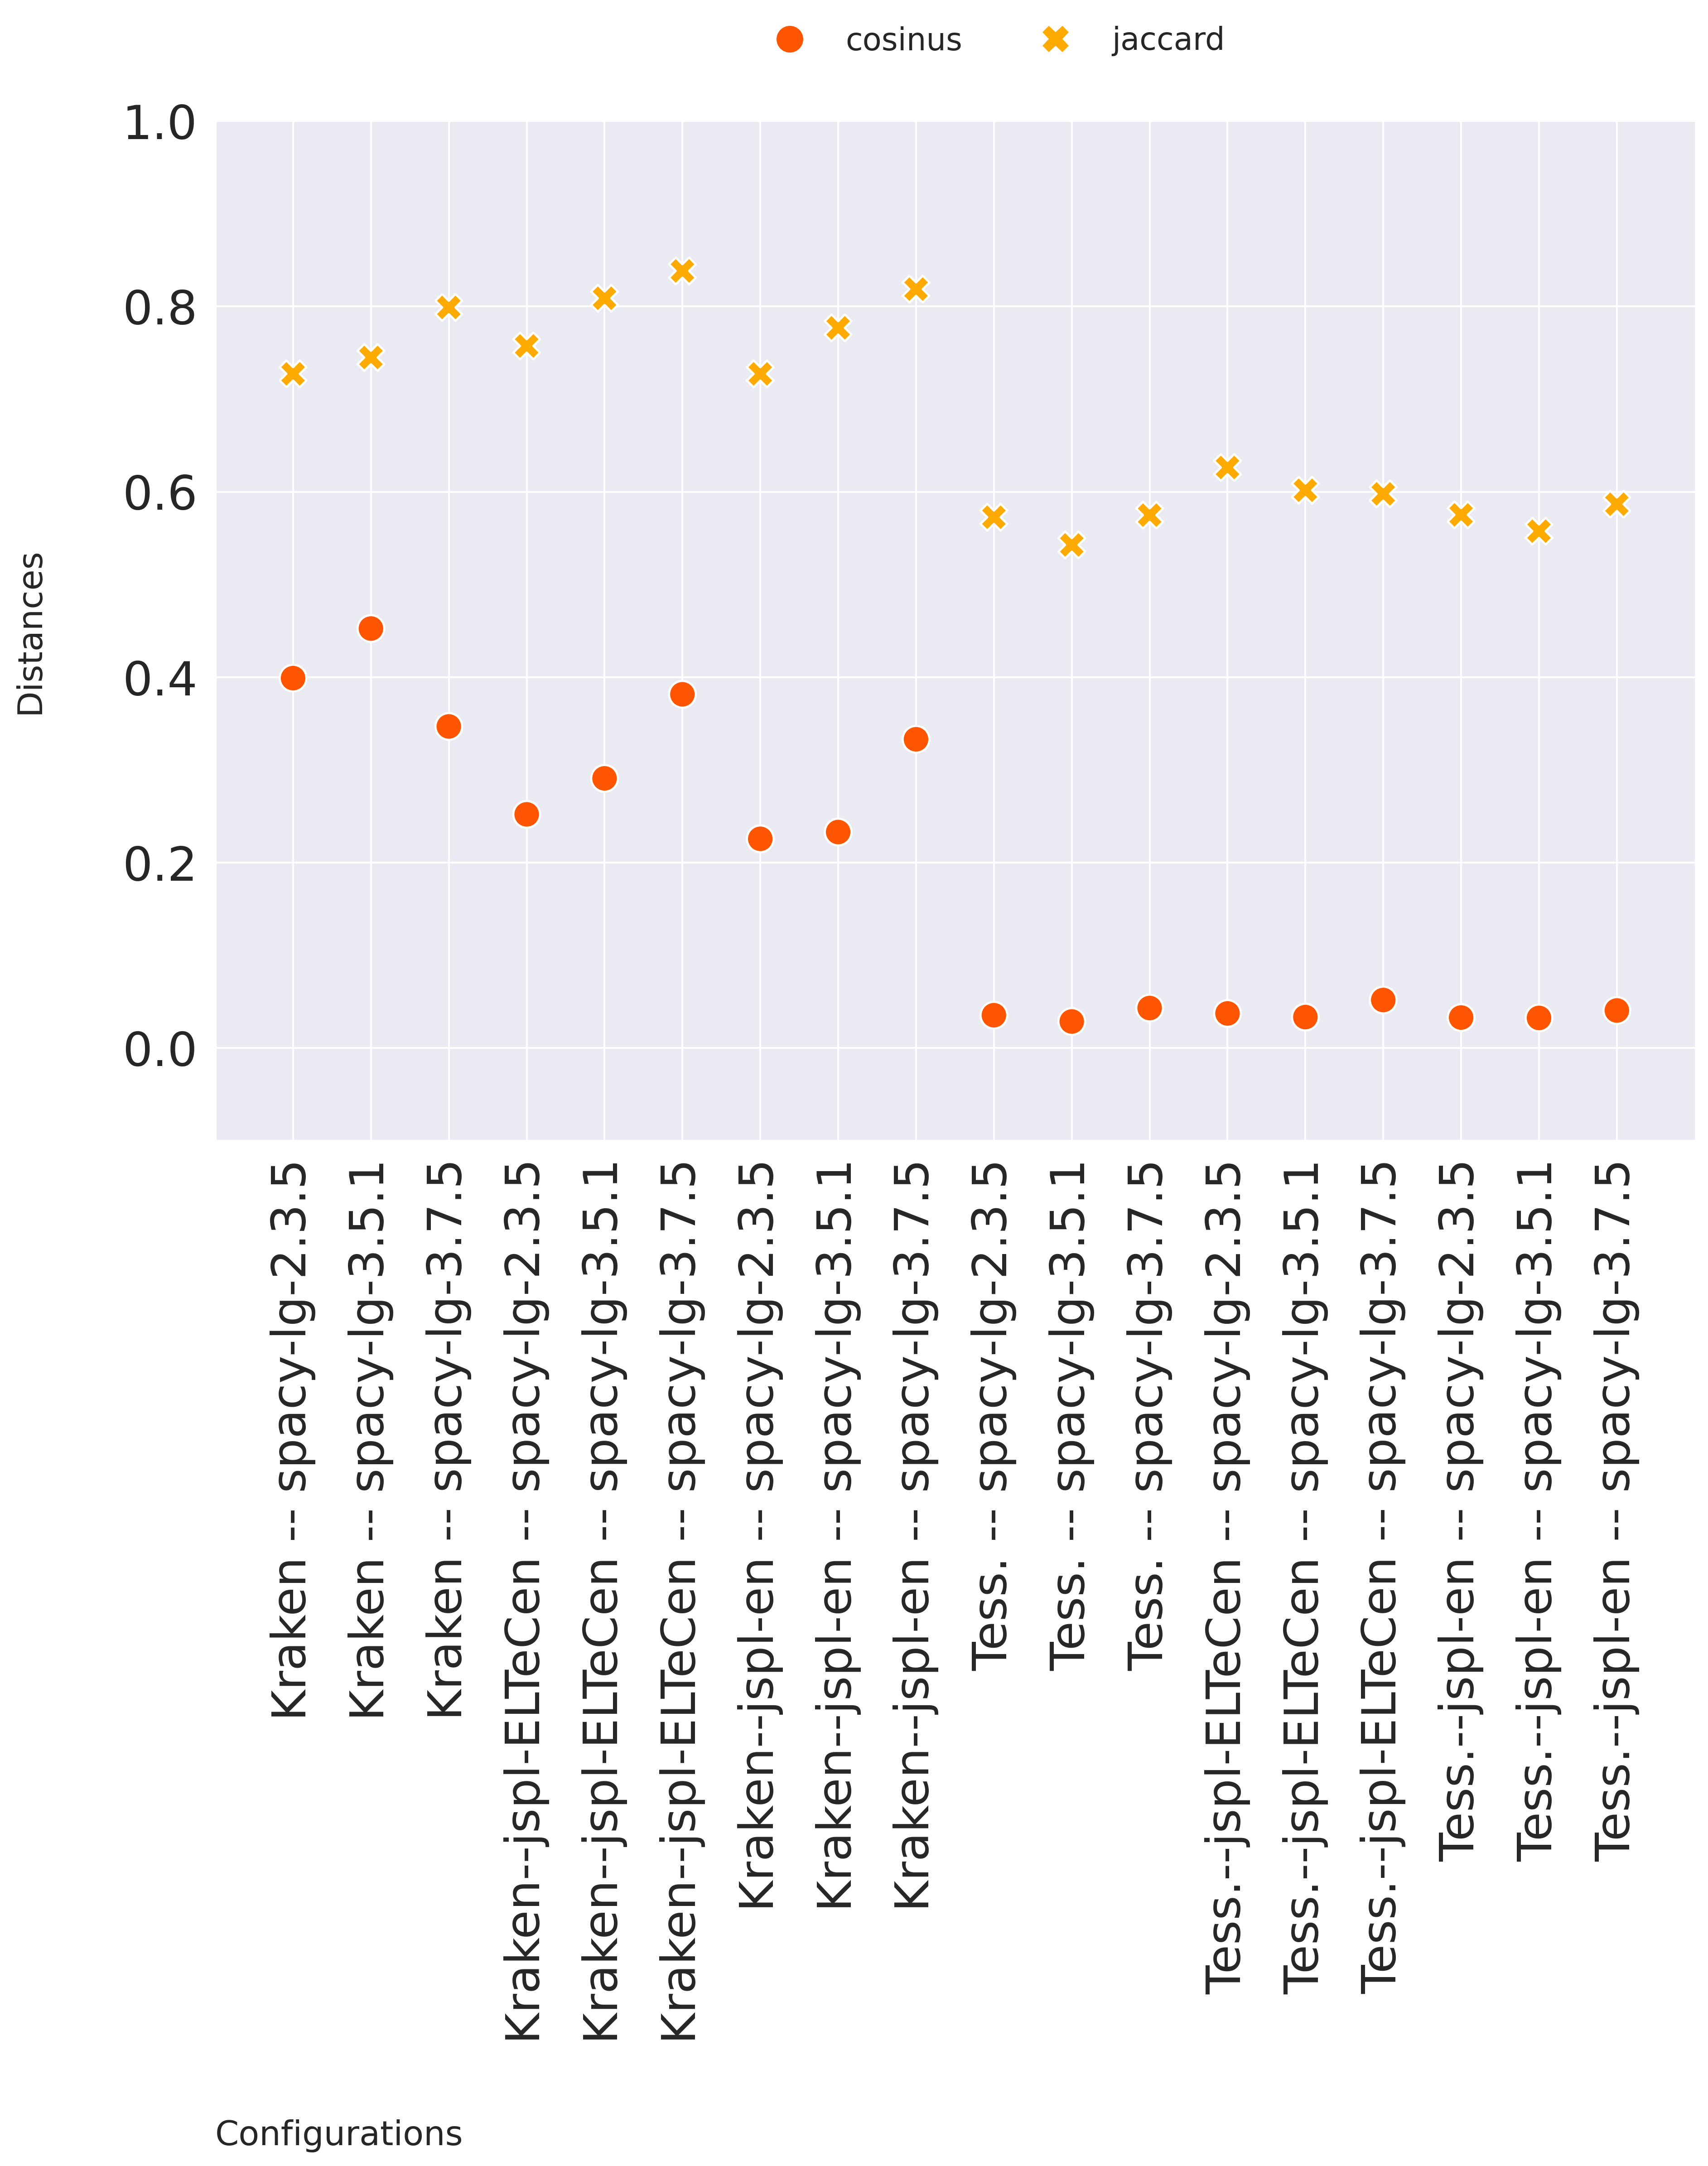 cosinus jaccard
1.0
0.8
0.6
0.4
0.2
0.0
Distances
Kraken -- spacy-lg-2.3.5
Kraken -- spacy-lg-3.5.1
Kraken -- spacy-lg-3.7.5
Kraken--jspl-ELTeCen -- spacy-lg-2.3.5
Kraken--jspl-ELTeCen -- spacy-lg-3.5.1
Kraken--jspl-ELTeCen -- spacy-lg-3.7.5
Kraken--jspl-en -- spacy-lg-2.3.5
Kraken--jspl-en -- spacy-lg-3.5.1
Kraken--jspl-en -- spacy-lg-3.7.5
Tess. -- spacy-lg-2.3.5
Tess. -- spacy-lg-3.5.1
Tess. -- spacy-lg-3.7.5
Tess.--jspl-ELTeCen -- spacy-lg-2.3.5
Tess.--jspl-ELTeCen -- spacy-lg-3.5.1
Tess.--jspl-ELTeCen -- spacy-lg-3.7.5
Tess.--jspl-en -- spacy-lg-2.3.5
Tess.--jspl-en -- spacy-lg-3.5.1
Tess.--jspl-en -- spacy-lg-3.7.5
Configurations